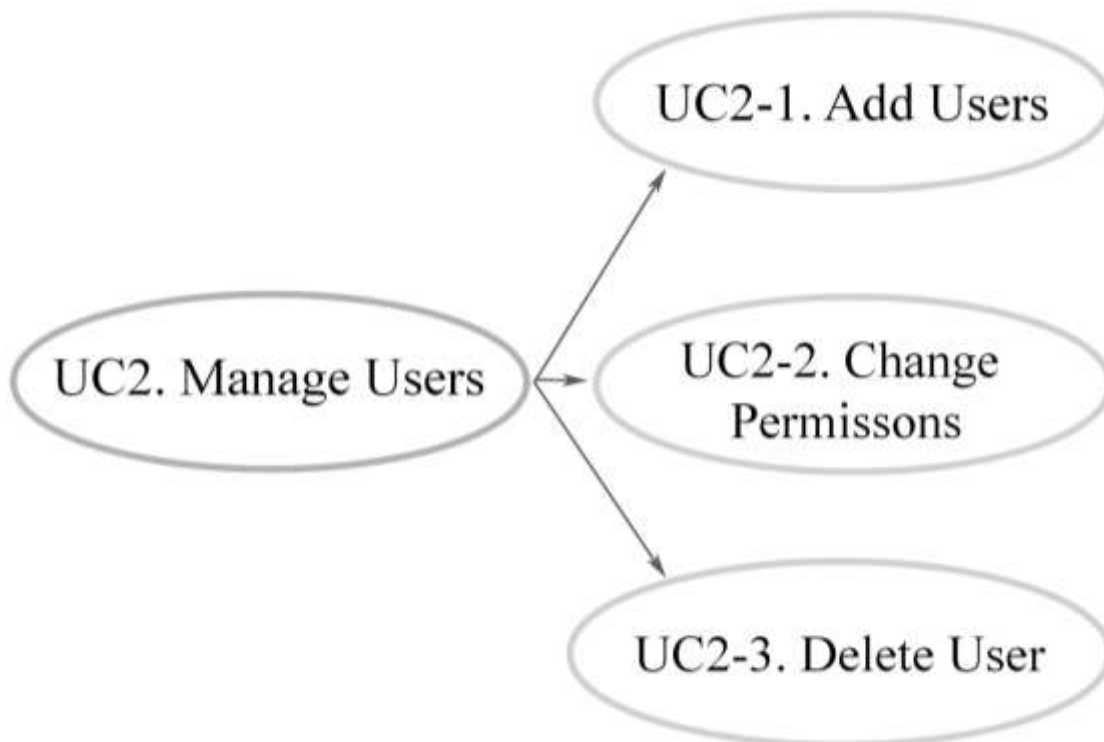 UC2-1. Add Users
UC2. Manage Users
UC2-2. Change
Permissons
UC2-3. Delete User